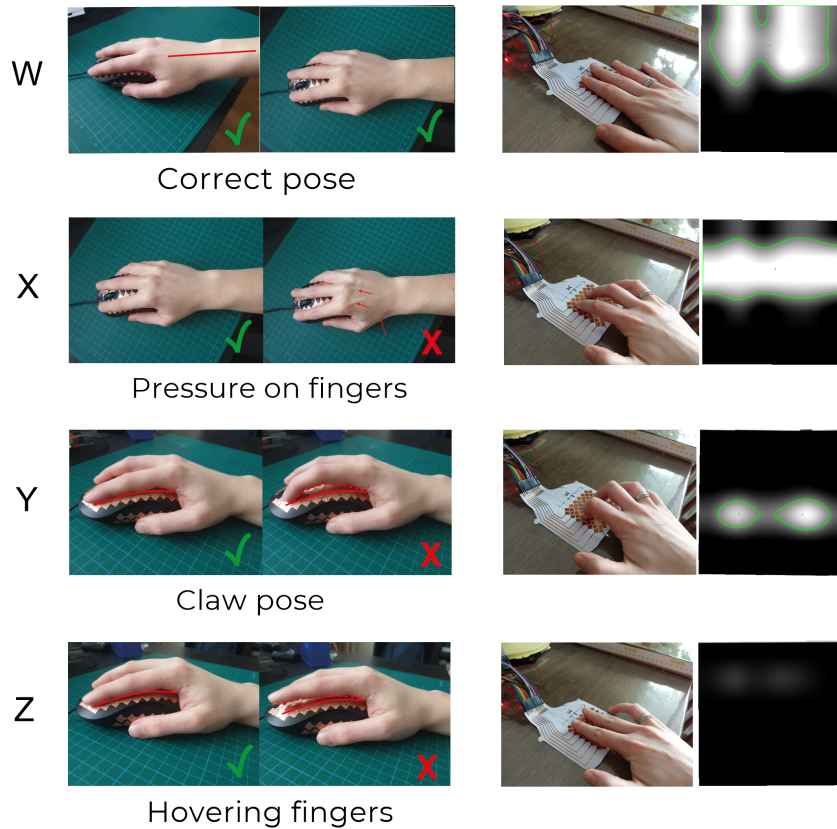 W
Correct pose
X
X
Pressure on fingers
Y
X
Claw pose
Z
X
Hovering fingers